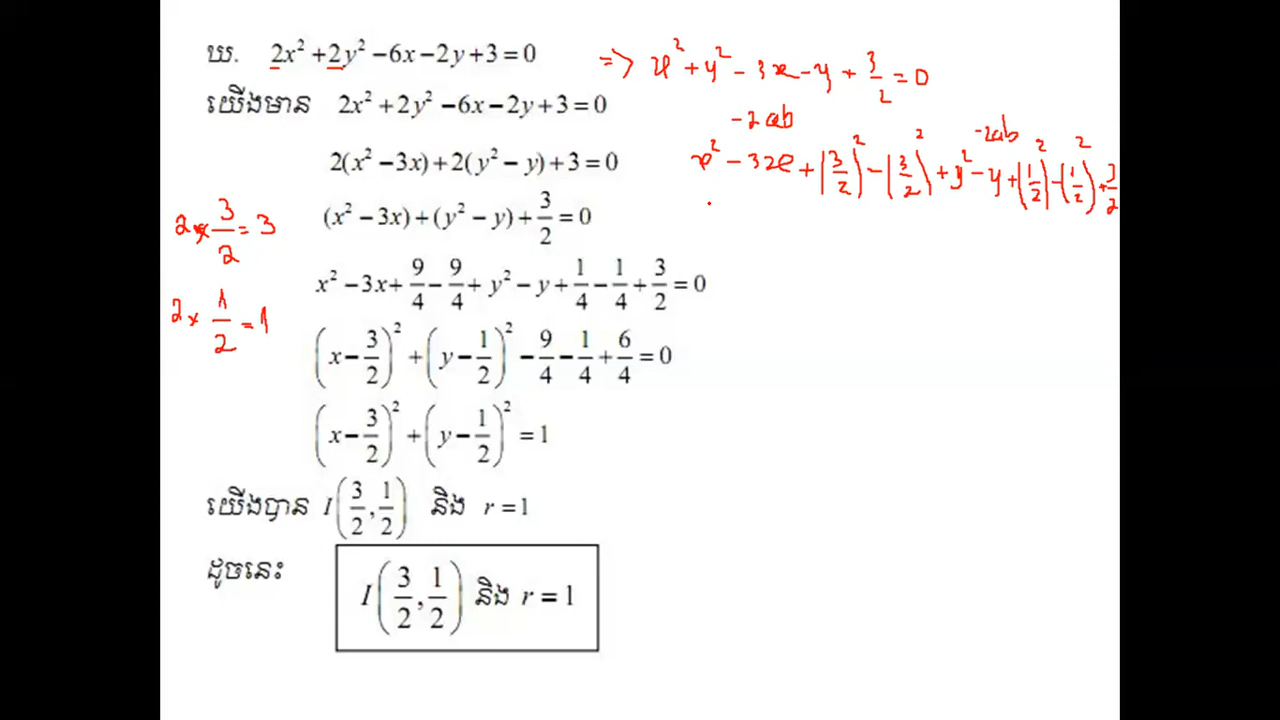 ឃ. 2x² + 2y² − 6x − 2y + 3 = 0
=> x² + y² − 3x − y + 3/2 = 0
យើងមាន 2x² + 2y² − 6x − 2y + 3 = 0
−2ab −2ab
2(x² − 3x) + 2(y² − y) + 3 = 0
x² − 3x + (3/2)² − (3/2)² + y² − y + (1/2)² − (1/2)² + 3/2
(x² − 3x) + (y² − y) + 3/2 = 0
2 × 3/2 = 3
x² − 3x + 9/4 − 9/4 + y² − y + 1/4 − 1/4 + 3/2 = 0
2 × 1/2 = 1
(x − 3/2)² + (y − 1/2)² − 9/4 − 1/4 + 6/4 = 0
(x − 3/2)² + (y − 1/2)² = 1
យើងបាន I(3/2, 1/2) និង r = 1
ដូចនេះ I(3/2, 1/2) និង r = 1